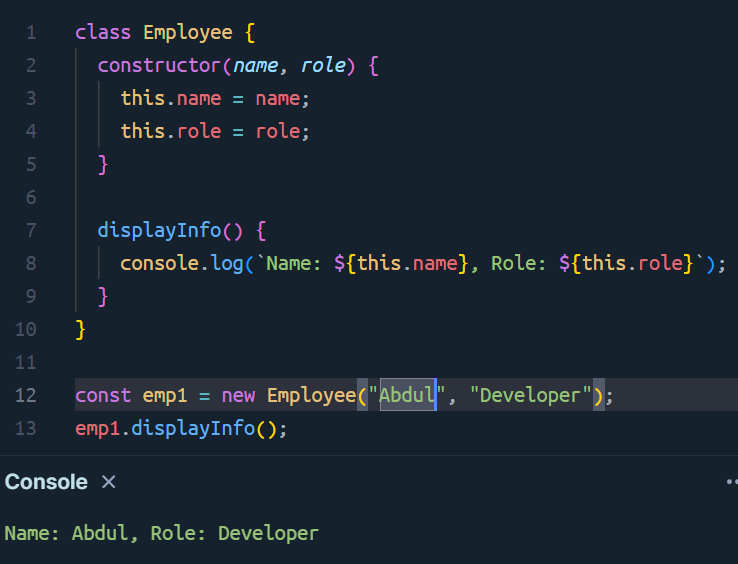 1 class Employee {
2   constructor(name, role) {
3     this.name = name;
4     this.role = role;
5   }
6
7   displayInfo() {
8     console.log(`Name: ${this.name}, Role: ${this.role}`);
9   }
10 }
11
12 const emp1 = new Employee("Abdul", "Developer");
13 emp1.displayInfo();
Console ×
Name: Abdul, Role: Developer